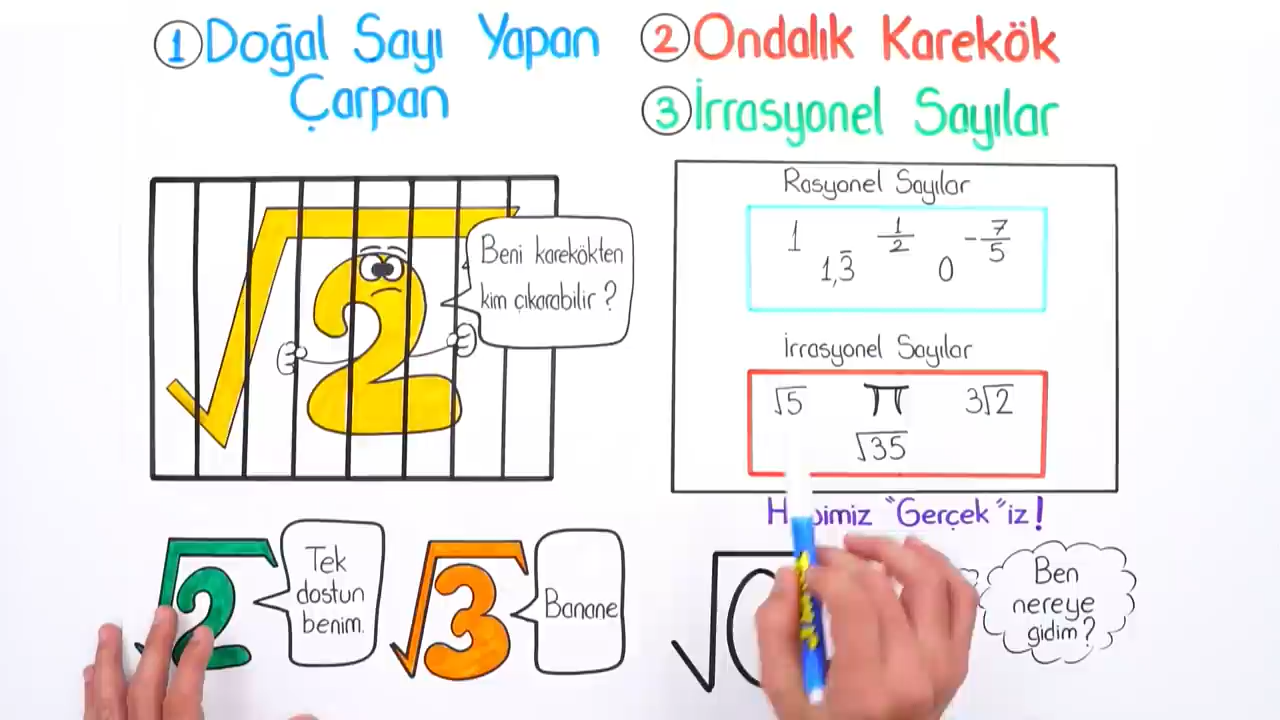 1 Doğal Sayı Yapan
Çarpan
2 Ondalık Karekök
3 İrrasyonel Sayılar
√2
Beni karekökten
kim çıkarabilir?
Rasyonel Sayılar
1 1/2 -7/5
1,3̅ 0
İrrasyonel Sayılar
√5 π 3√2
√35
"Gerçek"iz!
√2
Tek
dostun
benim.
√3
Banane
Ben
nereye
gidim?